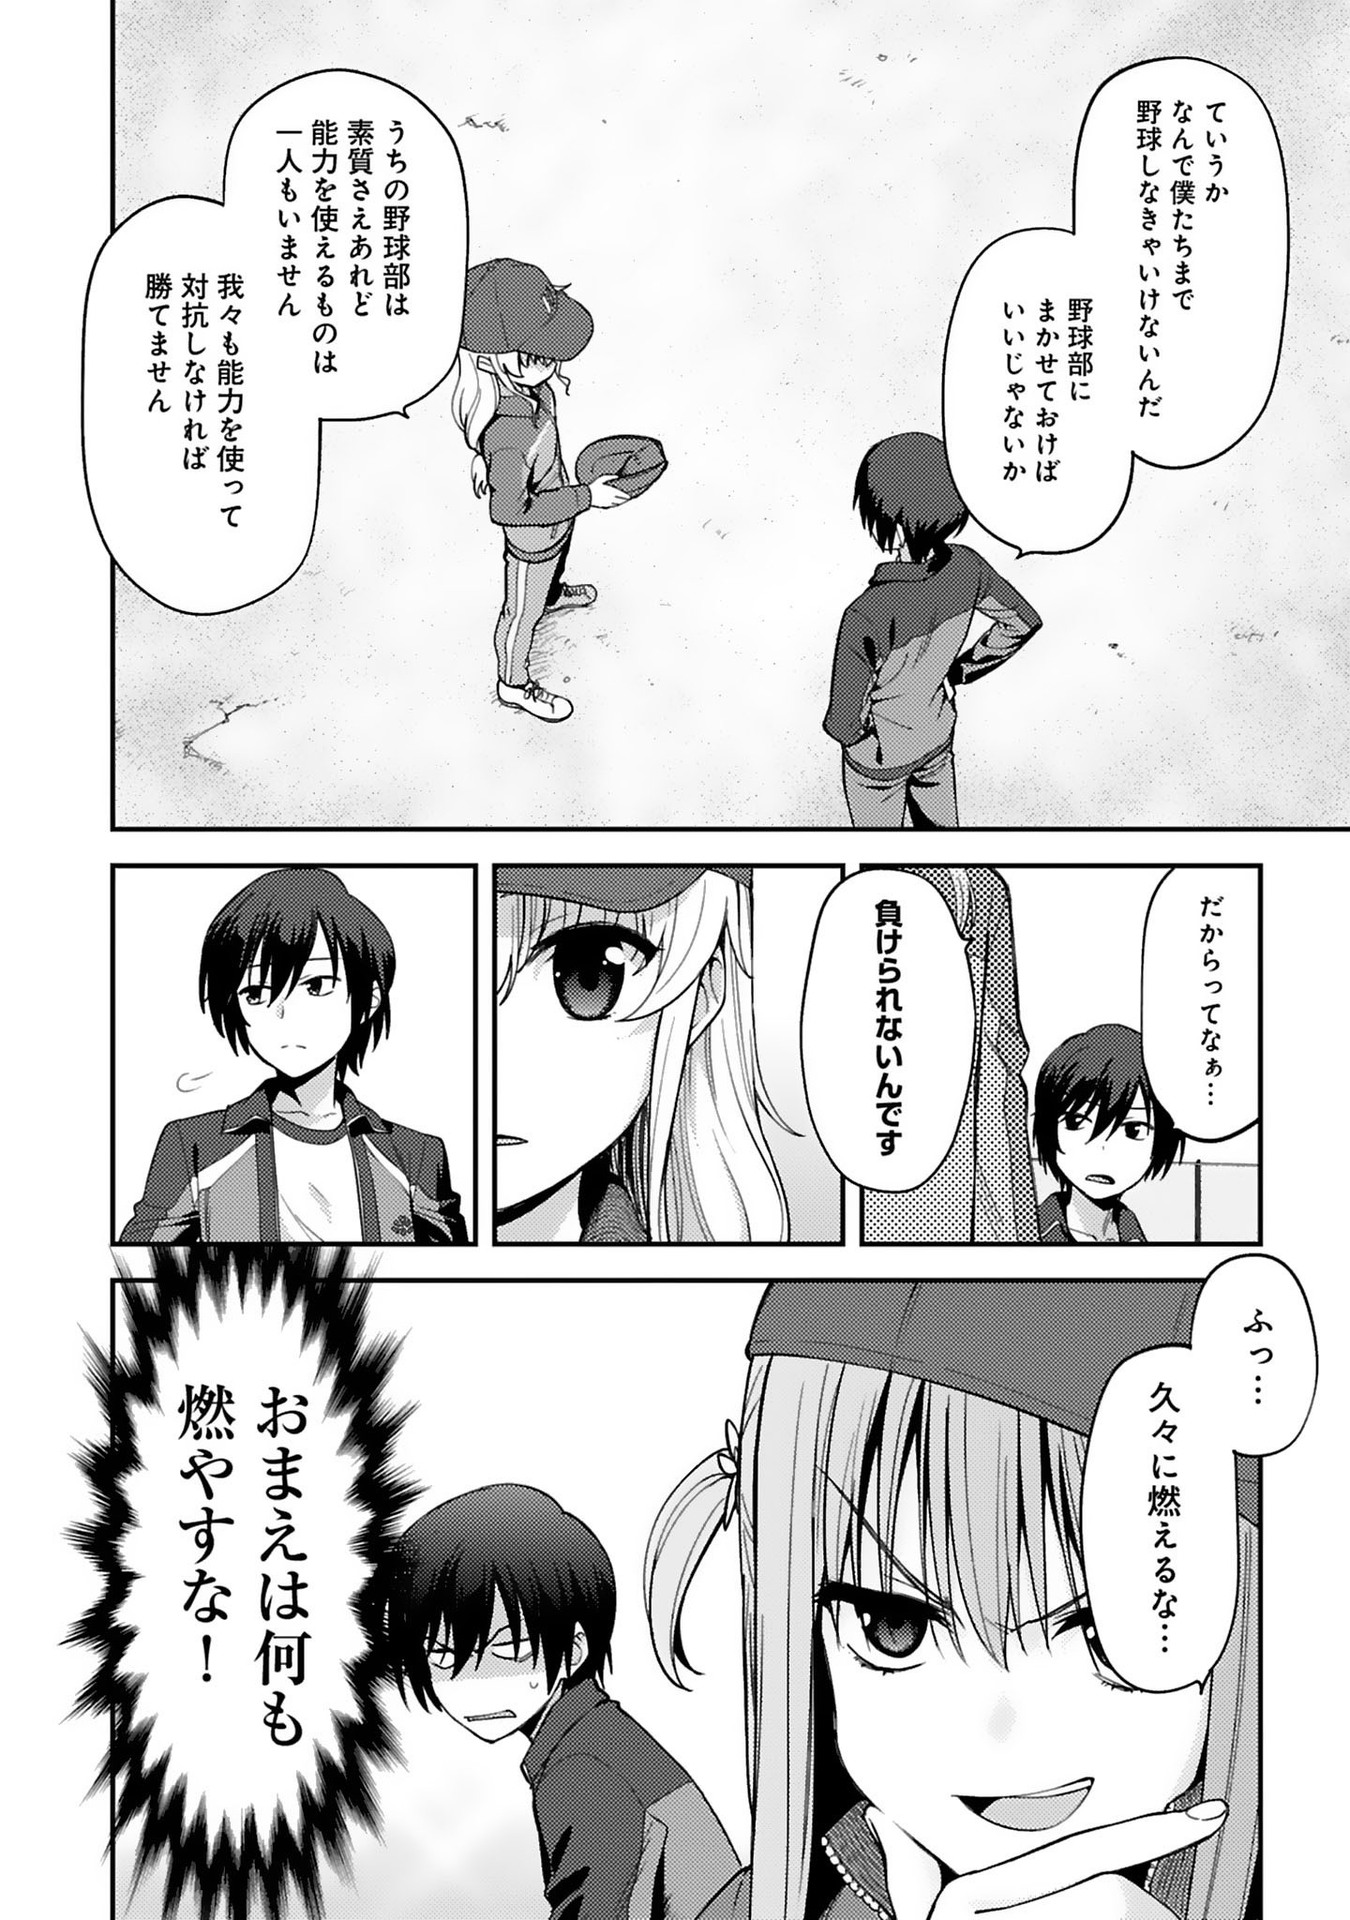 ていうか
なんで僕たちまで
野球しなきゃいけないんだ
野球部に
まかせておけば
いいじゃないか
うちの野球部は
素質さえあれど
能力を使えるものは
一人もいません
我々も能力を使って
対抗しなければ
勝てません
だからってなぁ…
負けられないんです
ふっ…
久々に燃えるな…
おまえは何も
燃やすな！